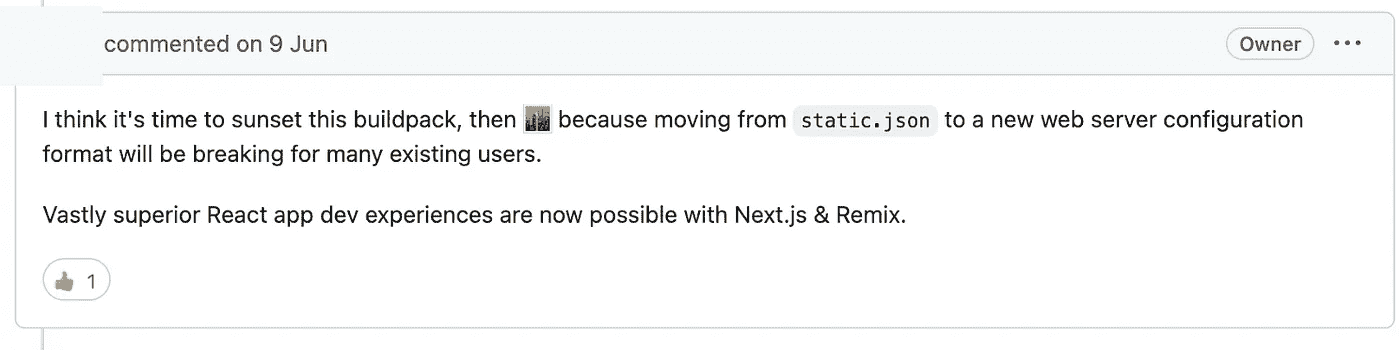 commented on 9 Jun
Owner
I think it's time to sunset this buildpack, then because moving from static.json to a new web server configuration
format will be breaking for many existing users.
Vastly superior React app dev experiences are now possible with Next.js & Remix.
1